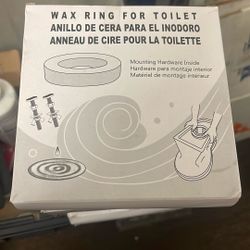 WAX RING FOR TOILET
ANILLO DE CERA PARA EL INODORO
ANNEAU DE CIRE POUR LA TOILETTE
Mounting Hardware Inside
Hardware para montaje interior
Matériel de montage intérieur